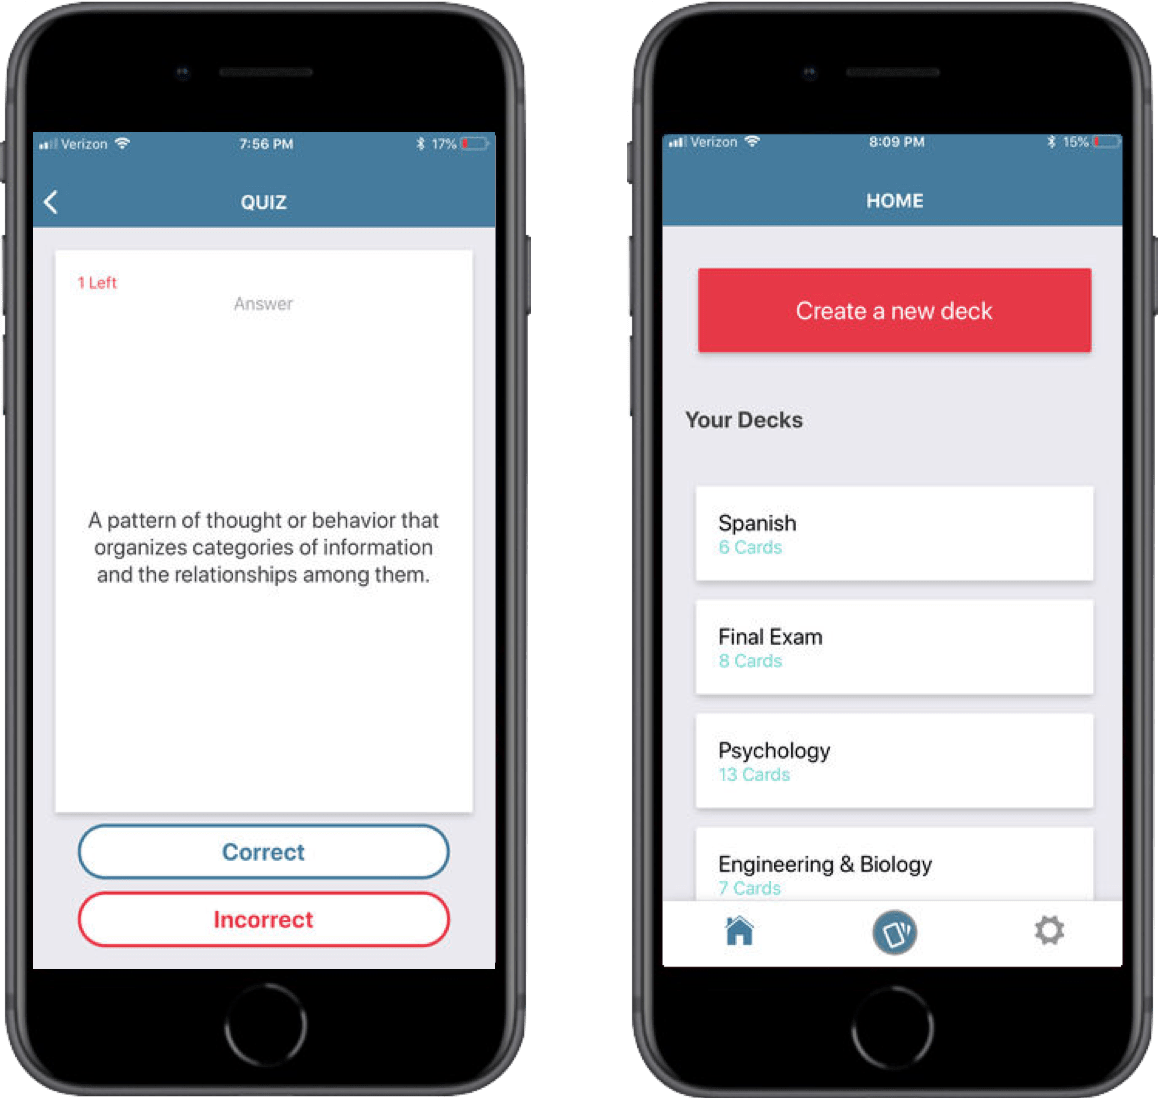 Verizon 7:56 PM 17%
QUIZ
1 Left
Answer
A pattern of thought or behavior that
organizes categories of information
and the relationships among them.
Correct
Incorrect
Verizon 8:09 PM 15%
HOME
Create a new deck
Your Decks
Spanish
6 Cards
Final Exam
8 Cards
Psychology
13 Cards
Engineering & Biology
7 Cards